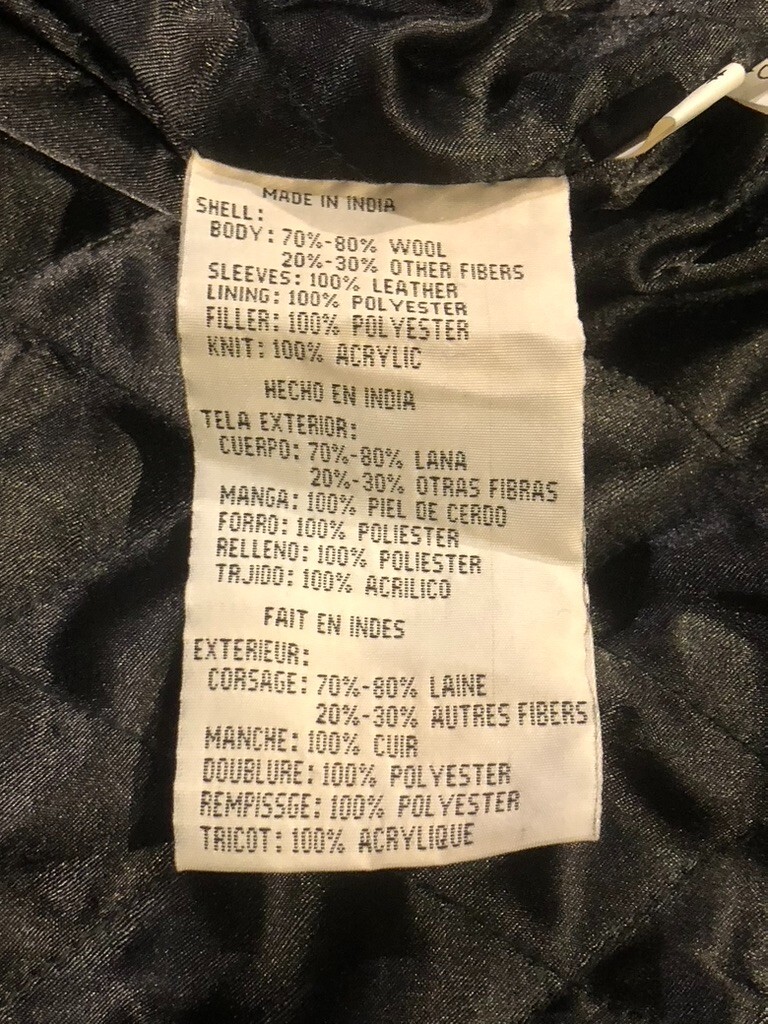 MADE IN INDIA
SHELL:
BODY: 70%-80% WOOL
20%-30% OTHER FIBERS
SLEEVES: 100% LEATHER
LINING: 100% POLYESTER
FILLER: 100% POLYESTER
KNIT: 100% ACRYLIC
HECHO EN INDIA
TELA EXTERIOR:
CUERPO: 70%-80% LANA
20%-30% OTRAS FIBRAS
MANGA: 100% PIEL DE CERDO
FORRO: 100% POLIESTER
RELLENO: 100% POLIESTER
TRJIDO: 100% ACRILICO
FAIT EN INDES
EXTERIEUR:
CORSAGE: 70%-80% LAINE
20%-30% AUTRES FIBERS
MANCHE: 100% CUIR
DOUBLURE: 100% POLYESTER
REMPISSGE: 100% POLYESTER
TRICOT: 100% ACRYLIQUE